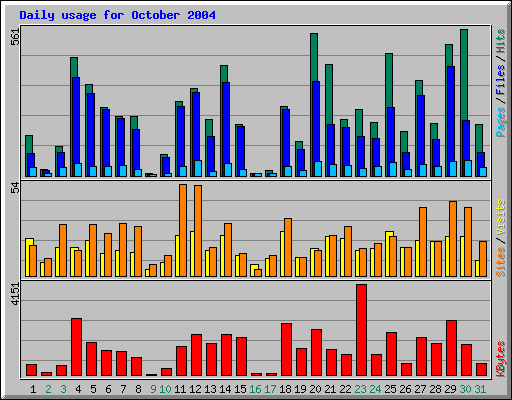 Daily usage for October 2004
561
Pages / Files / Hits
54
Sites / Visits
4151
KBytes
1 2 3 4 5 6 7 8 9 10 11 12 13 14 15 16 17 18 19 20 21 22 23 24 25 26 27 28 29 30 31